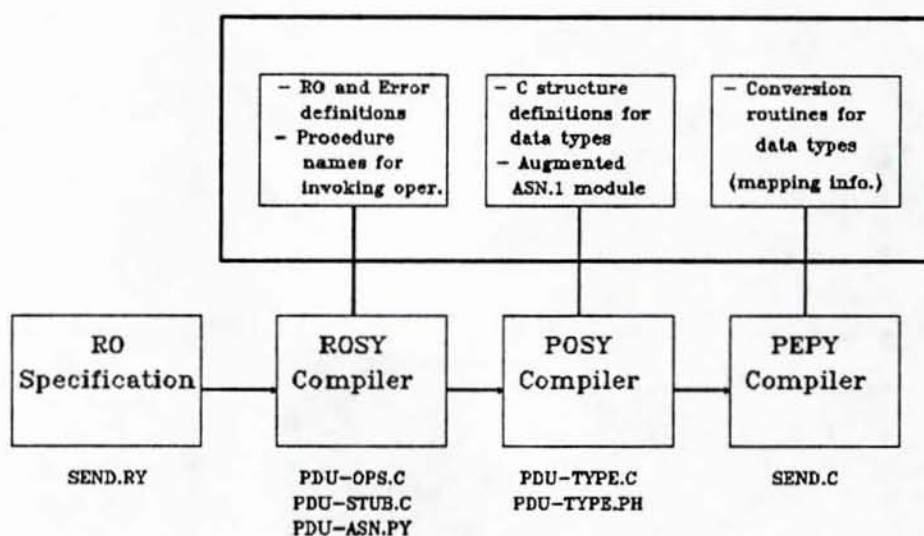 – RO and Error
definitions
– Procedure
names for
invoking oper.
– C structure
definitions for
data types
– Augmented
ASN.1 module
– Conversion
routines for
data types
(mapping info.)
RO
Specification
ROSY
Compiler
POSY
Compiler
PEPY
Compiler
SEND.RY
PDU-OPS.C
PDU-STUB.C
PDU-ASN.PY
PDU-TYPE.C
PDU-TYPE.PH
SEND.C